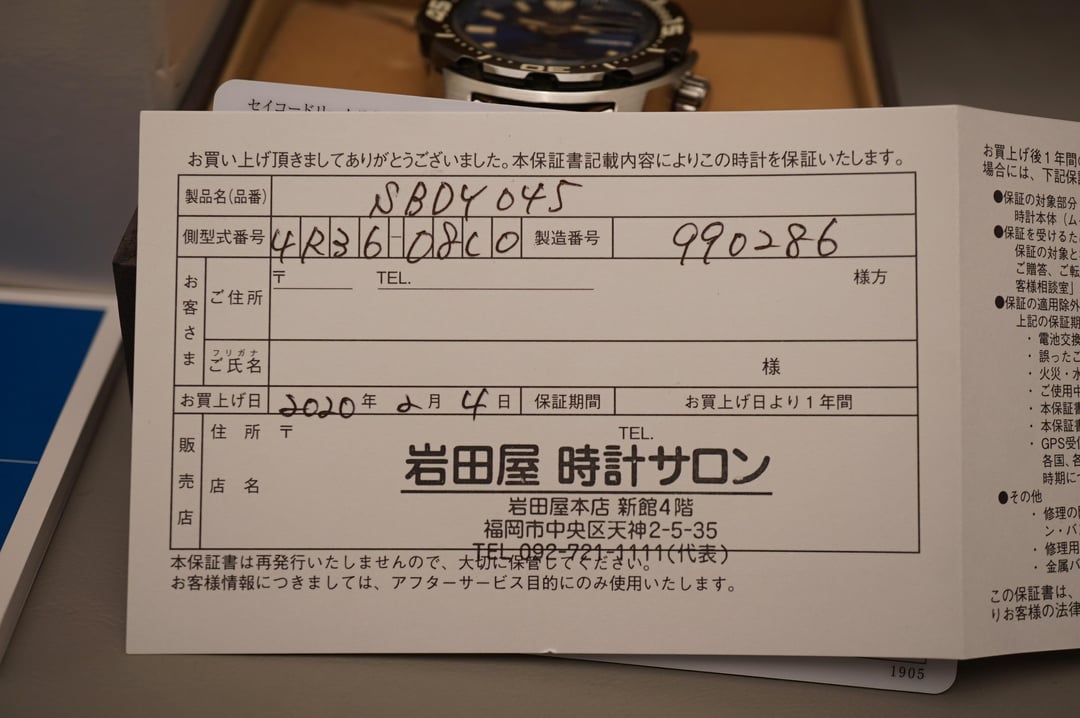 25
30
15
セイコードリーム
お買い上げ頂きましてありがとうございました。本保証書記載内容によりこの時計を保証いたします。
製品名(品番) SBDY045
側型式番号 4R36-08C0 製造番号 990286
お客さま
ご住所 〒 TEL. 様方
フリガナ
ご氏名 様
お買上げ日 2020年 2月 4日 保証期間 お買上げ日より1年間
販売店
住所 〒 TEL.
岩田屋 時計サロン
店名
岩田屋本店 新館4階
福岡市中央区天神2-5-35
TEL.092-721-1111(代表)
本保証書は再発行いたしませんので、大切に保管してください。
お客様情報につきましては、アフターサービス目的にのみ使用いたします。
お買上げ後1年間
場合には、下記保
●保証の対象部分
時計本体(ム
●保証を受けるた
保証の対象と
ご贈答、ご転
客様相談室」
●保証の適用除外
上記の保証期
・電池交換
・誤ったご
・火災・水
・ご使用中
・本保証書
・本保証書
・GPS受信
各国、各
時期に
●その他
・修理の
ン・バ
・修理用
・金属バ
この保証書は、
りお客様の法律
1905